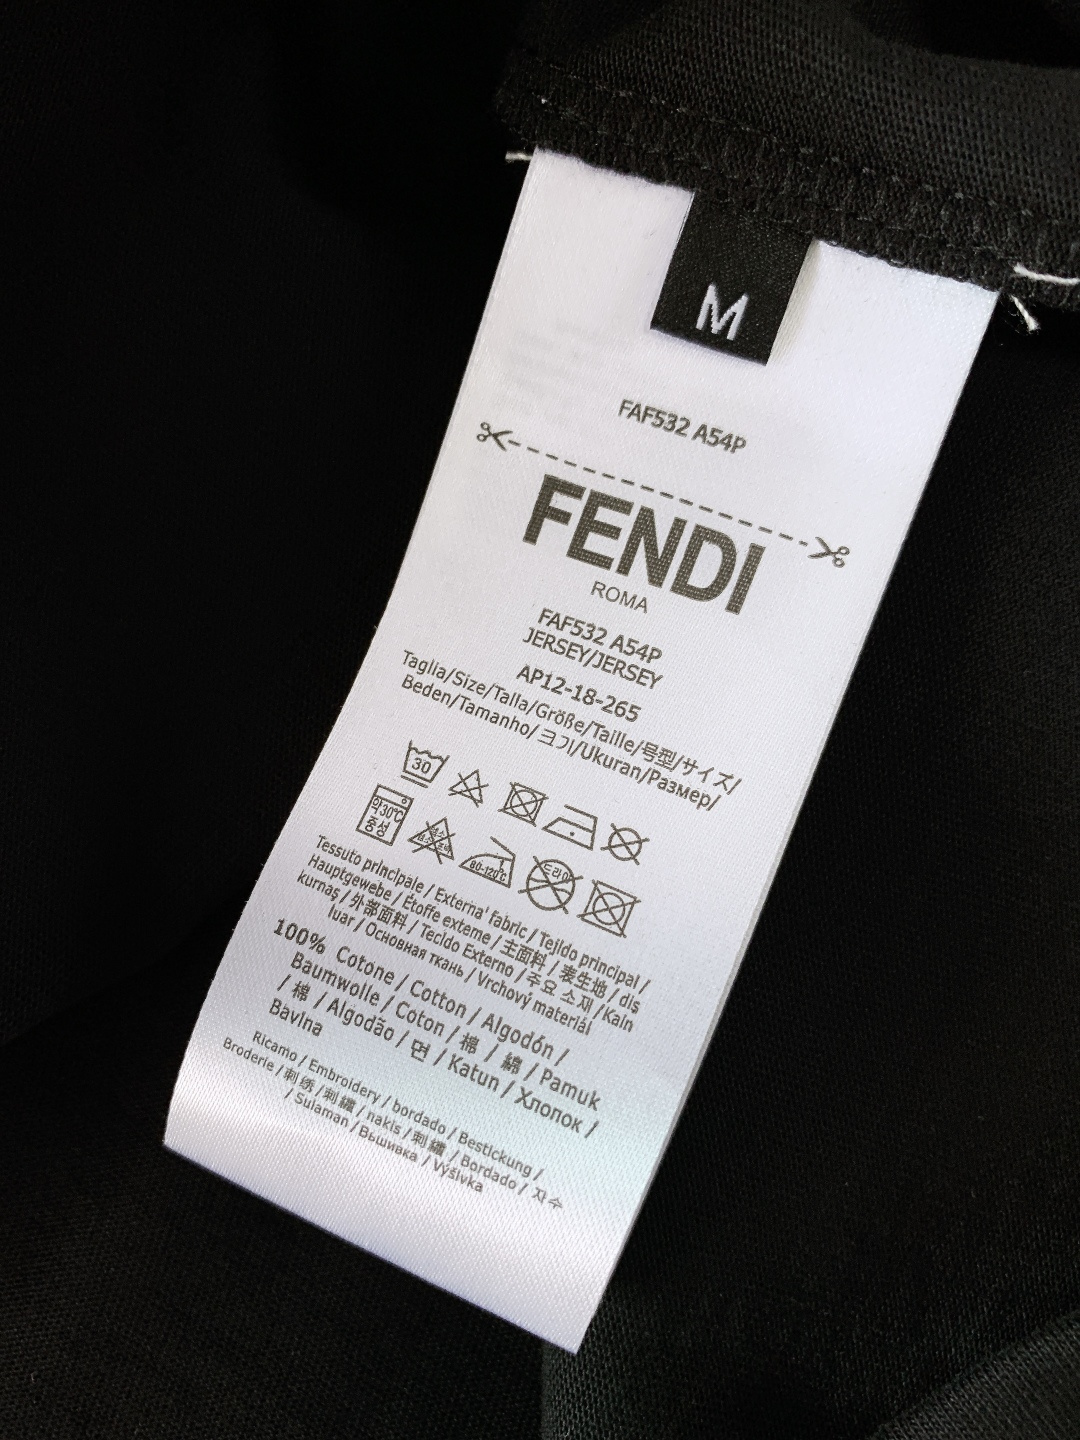 M
FAF532 A54P
FENDI
ROMA
FAF532 A54P
JERSEY/JERSEY
AP12-18-265
Taglia/Size/Talla/Größe/Taille/号型/サイズ/
Beden/Tamanho/크기/Ukuran/Размер/
30
약30℃
중성
80-120℃
드라이
Tessuto principale / Externa' fabric / Tejido principal /
Hauptgewebe / Étoffe externe / 主面料 / 表生地 / dış
kurnaş / 外部面料 / Tecido Externo / 주요 소재 / Kain
luar / Основная ткань / Vrchový materiál
100% Cotone / Cotton / Algodón /
Baumwolle / Coton / 棉 / 綿 / Pamuk
/ 棉 / Algodão / 면 / Katun / Хлопок /
Bavlna
Ricamo / Embroidery / bordado / Bestickung /
Broderie / 刺绣 / 刺繍 / nakis / 刺繡 / Bordado / 자수
/ Sulaman / Вышивка / Výšivka